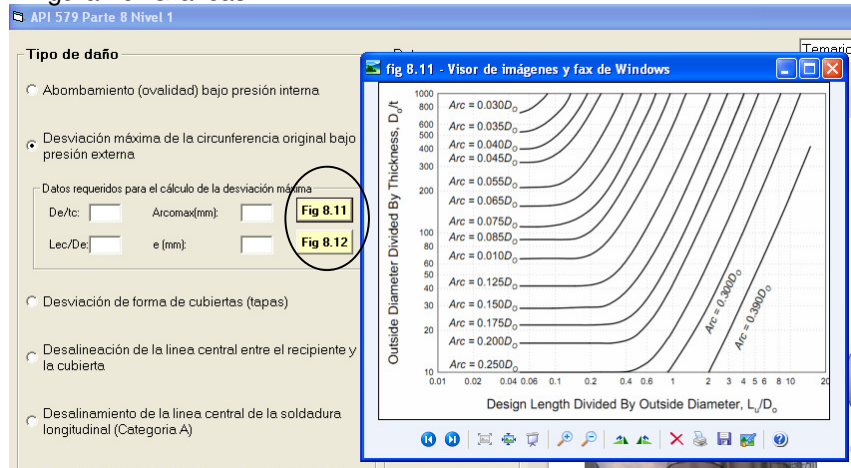 API 579 Parte 8 Nivel 1
Tipo de daño
Abombamiento (ovalidad) bajo presión interna
Desviación máxima de la circunferencia original bajo
presión externa
Datos requeridos para el cálculo de la desviación máxima
De/tc:
Arcomax(mm):
Fig 8.11
Lec/De:
e (mm):
Fig 8.12
Desviación de forma de cubiertas (tapas)
Desalineación de la linea central entre el recipiente y
la cubierta
Desalinamiento de la linea central de la soldadura
longitudinal (Categoria A)
fig 8.11 - Visor de imágenes y fax de Windows
Outside Diameter Divided By Thickness, Do/t
1000
800
600
500
400
300
200
100
80
60
50
40
30
20
10
Arc = 0.030Do
Arc = 0.035Do
Arc = 0.040Do
Arc = 0.045Do
Arc = 0.055Do
Arc = 0.065Do
Arc = 0.075Do
Arc = 0.085Do
Arc = 0.010Do
Arc = 0.125Do
Arc = 0.150Do
Arc = 0.175Do
Arc = 0.200Do
Arc = 0.250Do
Arc = 0.300Do
Arc = 0.390Do
0.01 0.02 0.04 0.06 0.1 0.2 0.4 0.6 1 2 3 4 5 6 8 10 20
Design Length Divided By Outside Diameter, Lu/Do